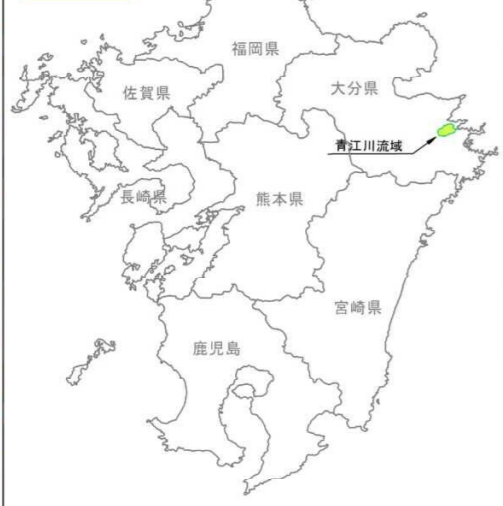 福岡県
佐賀県
大分県
青江川流域
長崎県
熊本県
宮崎県
鹿児島